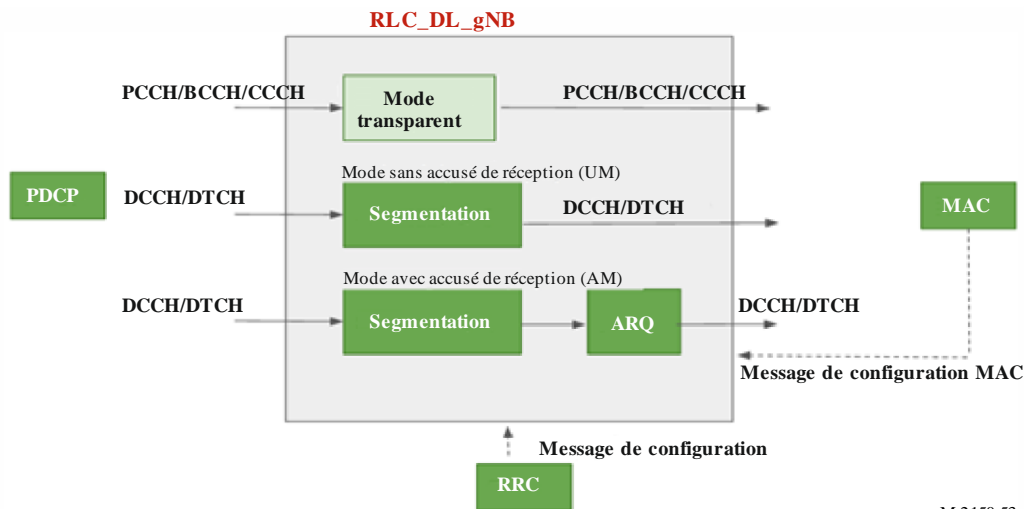 RLC_DL_gNB
PCCH/BCCH/CCCH
Mode
transparent
PCCH/BCCH/CCCH
Mode sans accusé de réception (UM)
PDCP
DCCH/DTCH
Segmentation
DCCH/DTCH
MAC
Mode avec accusé de réception (AM)
DCCH/DTCH
Segmentation
ARQ
DCCH/DTCH
Message de configuration MAC
Message de configuration
RRC